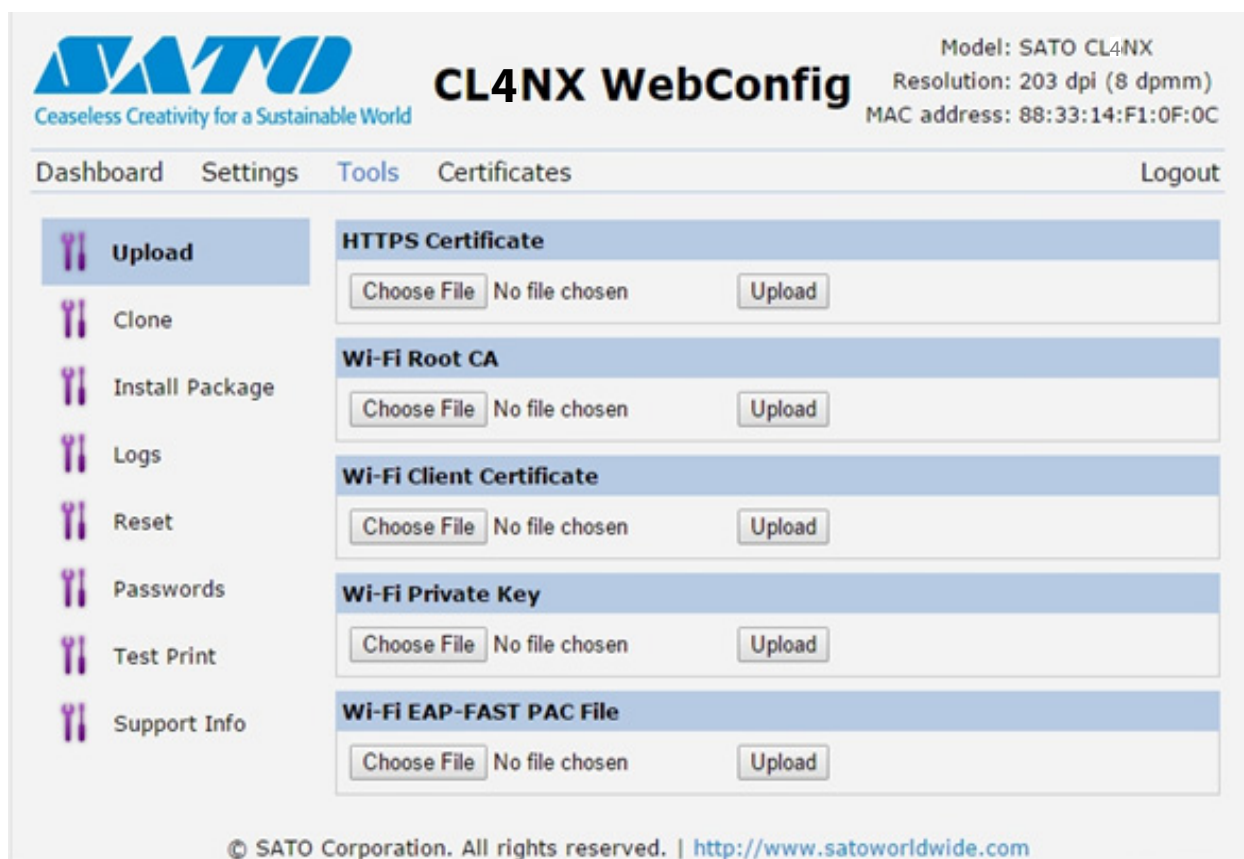 SATO
Ceaseless Creativity for a Sustainable World
CL4NX WebConfig
Model: SATO CL4NX
Resolution: 203 dpi (8 dpmm)
MAC address: 88:33:14:F1:0F:0C
Dashboard Settings Tools Certificates Logout
Upload
Clone
Install Package
Logs
Reset
Passwords
Test Print
Support Info
HTTPS Certificate
Choose File No file chosen Upload
Wi-Fi Root CA
Choose File No file chosen Upload
Wi-Fi Client Certificate
Choose File No file chosen Upload
Wi-Fi Private Key
Choose File No file chosen Upload
Wi-Fi EAP-FAST PAC File
Choose File No file chosen Upload
© SATO Corporation. All rights reserved. | http://www.satoworldwide.com